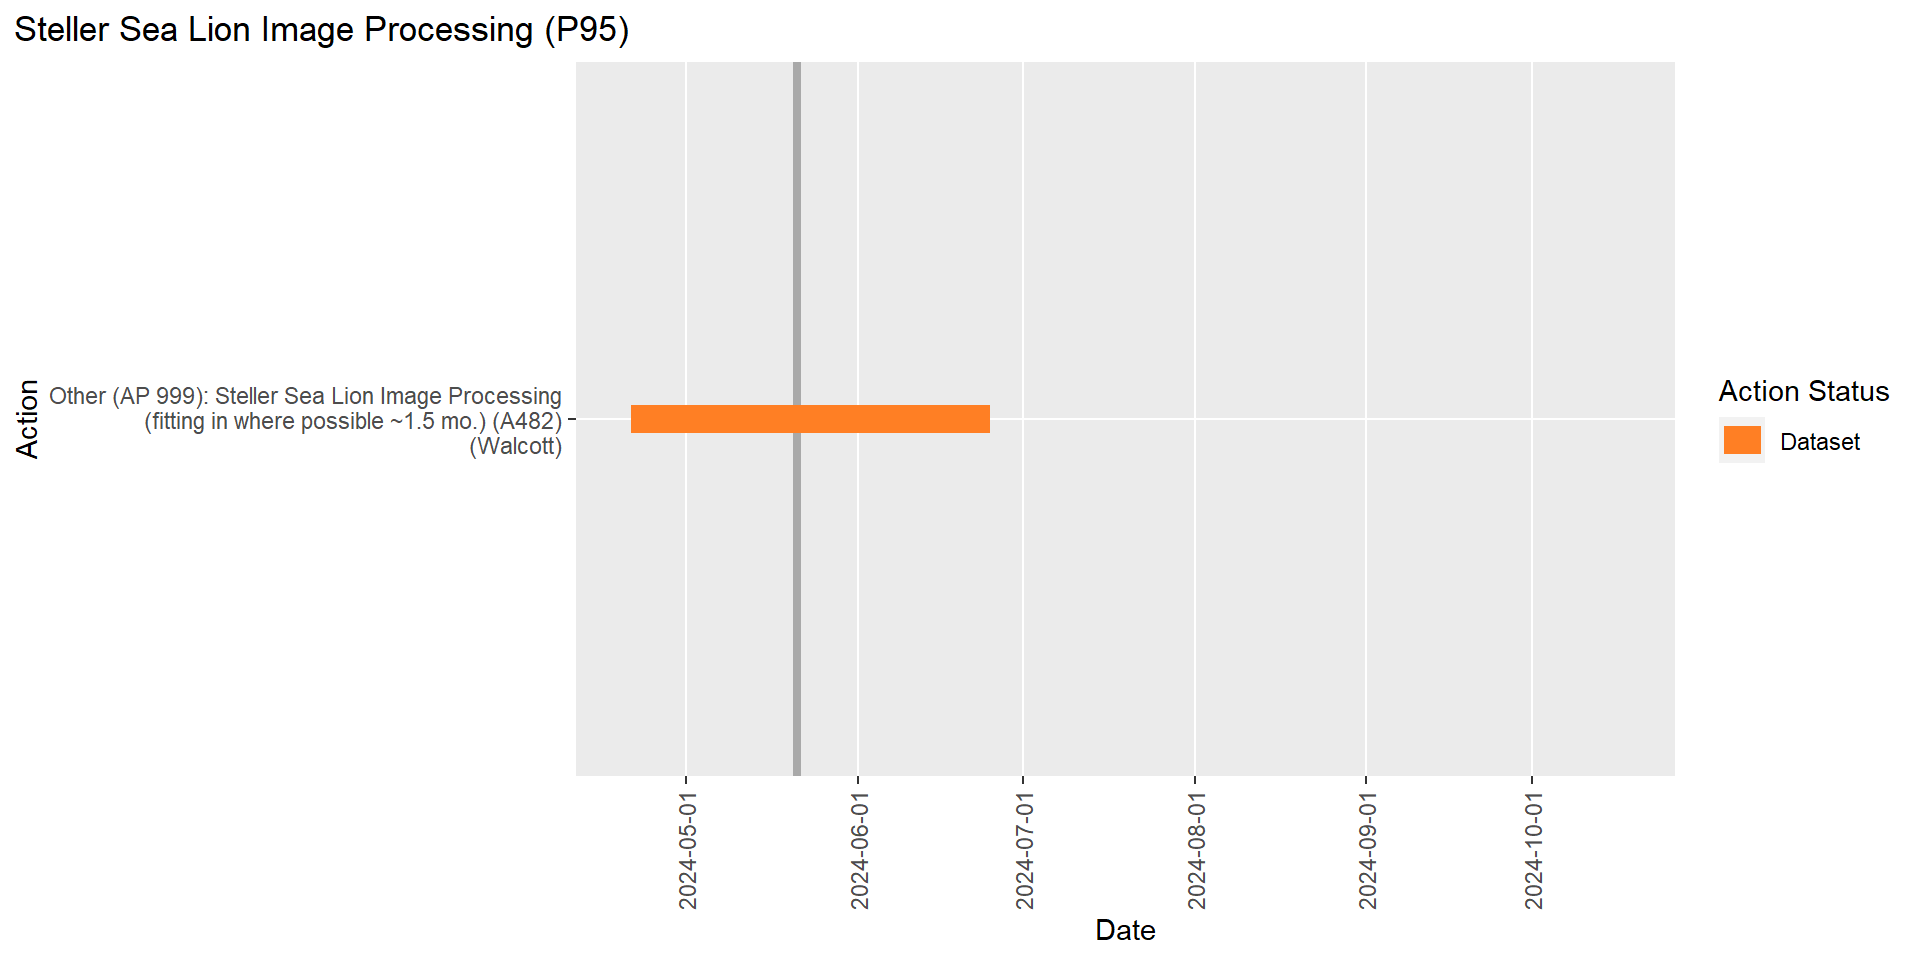 Steller Sea Lion Image Processing (P95)
Action
Other (AP 999): Steller Sea Lion Image Processing
(fitting in where possible ~1.5 mo.) (A482)
(Walcott)
Action Status
Dataset
2024-05-01
2024-06-01
2024-07-01
2024-08-01
2024-09-01
2024-10-01
Date